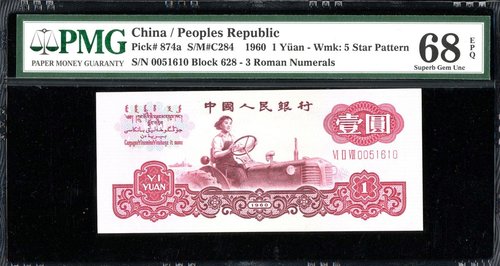 PMG
PAPER MONEY GUARANTY
China / Peoples Republic
Pick# 874a S/M#C284 1960 1 Yüan - Wmk: 5 Star Pattern
S/N 0051610 Block 628 - 3 Roman Numerals
68 EPQ
Superb Gem Unc
中國人民銀行
壹圓
VI II VIII 0051610
YI
YUAN
1960
1